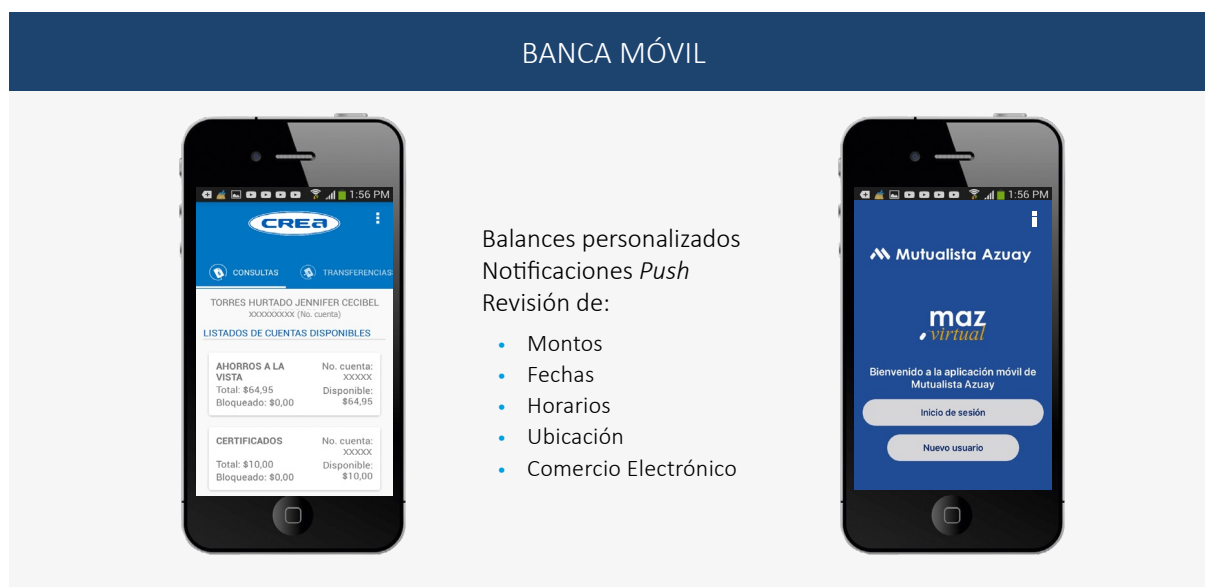 BANCA MÓVIL
1:56 PM
CREA
CONSULTAS
TRANSFERENCIAS
TORRES HURTADO JENNIFER CECIBEL
XXXXXXXXX (No. cuenta)
LISTADOS DE CUENTAS DISPONIBLES
AHORROS A LA No. cuenta:
VISTA XXXXX
Total: $64,95 Disponible:
Bloqueado: $0,00 $64,95
CERTIFICADOS No. cuenta:
XXXXX
Total: $10,00 Disponible:
Bloqueado: $0,00 $10,00
Balances personalizados
Notificaciones Push
Revisión de:
• Montos
• Fechas
• Horarios
• Ubicación
• Comercio Electrónico
1:56 PM
Mutualista Azuay
maz
virtual
Bienvenido a la aplicación móvil de
Mutualista Azuay
Inicio de sesión
Nuevo usuario